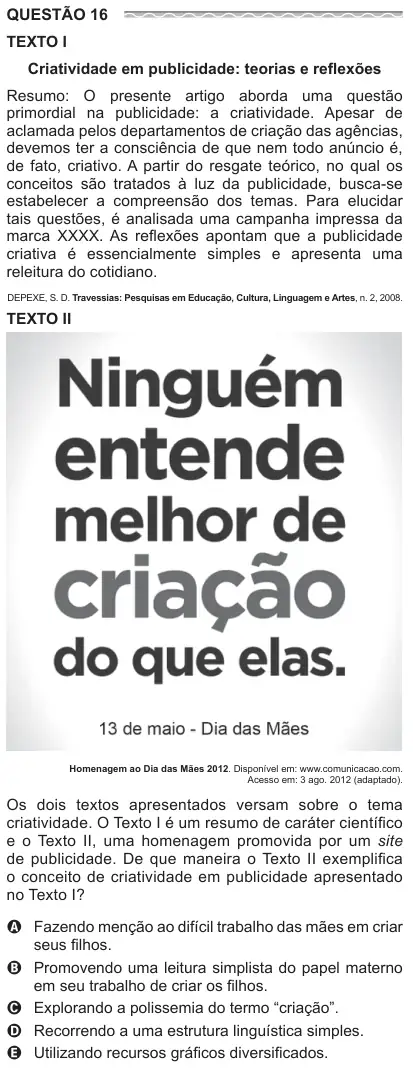 QUESTÃO 16
TEXTO I
Criatividade em publicidade: teorias e reflexões
Resumo: O presente artigo aborda uma questão
primordial na publicidade: a criatividade. Apesar de
aclamada pelos departamentos de criação das agências,
devemos ter a consciência de que nem todo anúncio é,
de fato, criativo. A partir do resgate teórico, no qual os
conceitos são tratados à luz da publicidade, busca-se
estabelecer a compreensão dos temas. Para elucidar
tais questões, é analisada uma campanha impressa da
marca XXXX. As reflexões apontam que a publicidade
criativa é essencialmente simples e apresenta uma
releitura do cotidiano.
DEPEXE, S. D. Travessias: Pesquisas em Educação, Cultura, Linguagem e Artes, n. 2, 2008.
TEXTO II
Ninguém
entende
melhor de
criação
do que elas.
13 de maio - Dia das Mães
Homenagem ao Dia das Mães 2012. Disponível em: www.comunicacao.com.
Acesso em: 3 ago. 2012 (adaptado).
Os dois textos apresentados versam sobre o tema
criatividade. O Texto I é um resumo de caráter científico
e o Texto II, uma homenagem promovida por um site
de publicidade. De que maneira o Texto II exemplifica
o conceito de criatividade em publicidade apresentado
no Texto I?
A Fazendo menção ao difícil trabalho das mães em criar
seus filhos.
B Promovendo uma leitura simplista do papel materno
em seu trabalho de criar os filhos.
C Explorando a polissemia do termo “criação”.
D Recorrendo a uma estrutura linguística simples.
E Utilizando recursos gráficos diversificados.